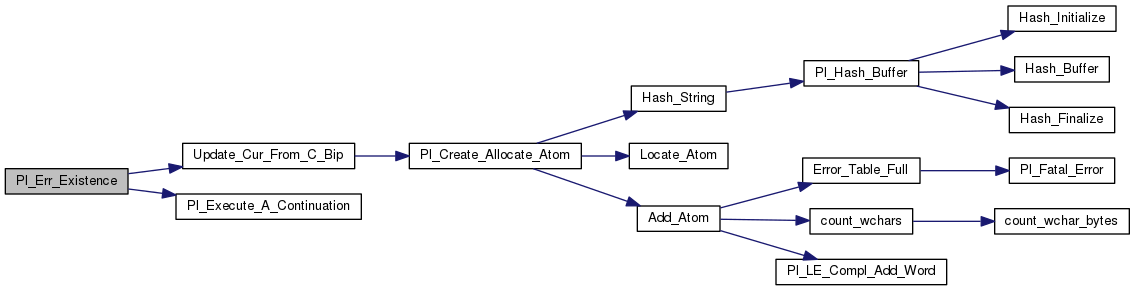 Pl_Err_Existence
Update_Cur_From_C_Bip
Pl_Execute_A_Continuation
Pl_Create_Allocate_Atom
Hash_String
Locate_Atom
Add_Atom
Pl_Hash_Buffer
Error_Table_Full
count_wchars
Pl_LE_Compl_Add_Word
Hash_Initialize
Hash_Buffer
Hash_Finalize
Pl_Fatal_Error
count_wchar_bytes